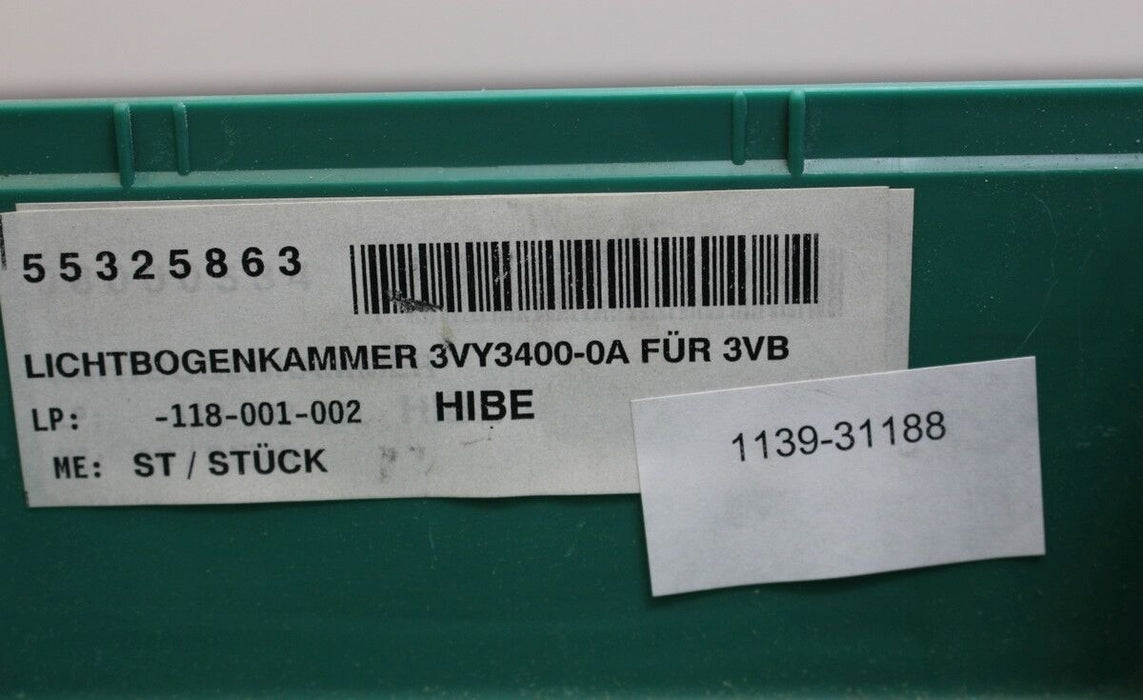 55325863
LICHTBOGENKAMMER 3VY3400-0A FÜR 3VB
LP: -118-001-002 HIBE
ME: ST / STÜCK
1139-31188